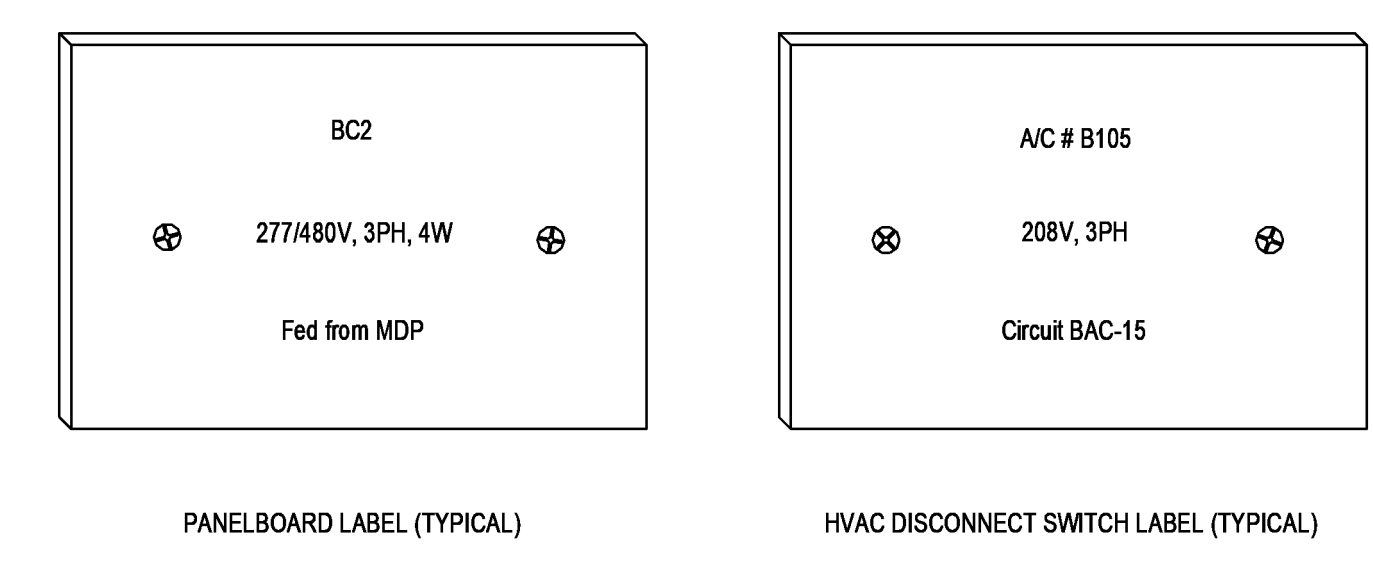 BC2
277/480V, 3PH, 4W
Fed from MDP
PANELBOARD LABEL (TYPICAL)
A/C # B105
208V, 3PH
Circuit BAC-15
HVAC DISCONNECT SWITCH LABEL (TYPICAL)